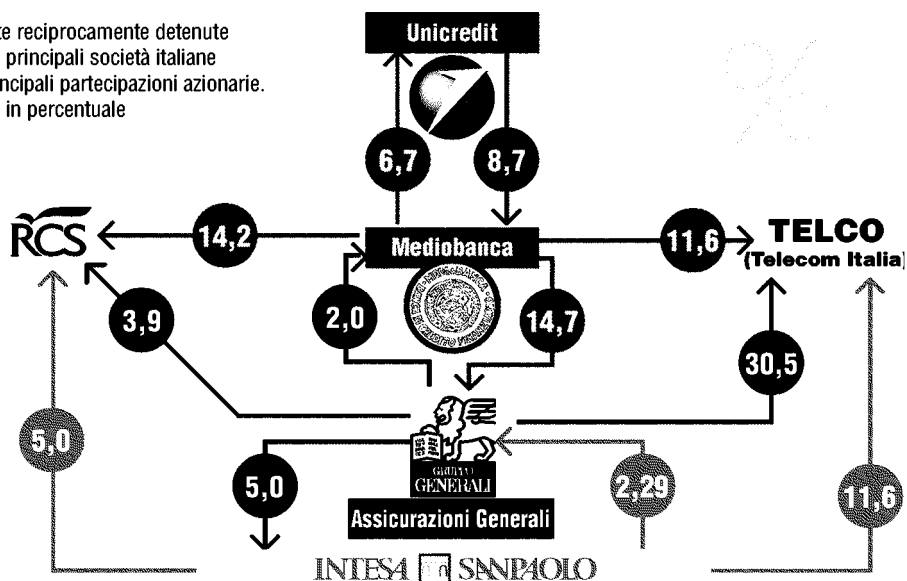 te reciprocamente detenute
principali società italiane
ncipali partecipazioni azionarie.
in percentuale
Unicredit
6,7
8,7
RCS
14,2
Mediobanca
11,6
TELCO
(Telecom Italia)
3,9
2,0
14,7
30,5
5,0
5,0
GRUPPO
GENERALI
2,29
11,6
Assicurazioni Generali
INTESA SANPAOLO